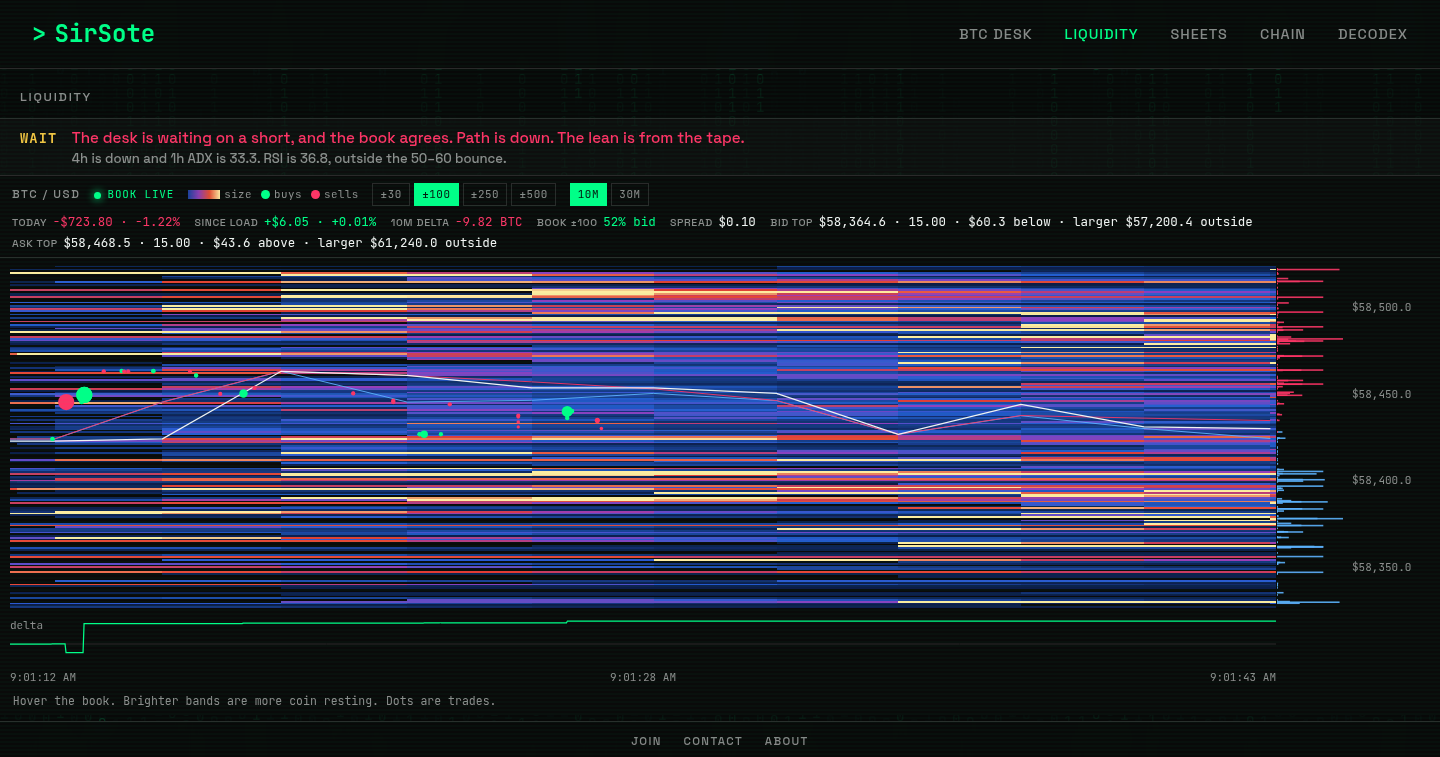 > SirSote
BTC DESK LIQUIDITY SHEETS CHAIN DECODEX
LIQUIDITY
WAIT The desk is waiting on a short, and the book agrees. Path is down. The lean is from the tape.
4h is down and 1h ADX is 33.3. RSI is 36.8, outside the 50–60 bounce.
BTC / USD BOOK LIVE size buys sells ±30 ±100 ±250 ±500 10M 30M
TODAY -$723.80 · -1.22% SINCE LOAD +$6.05 · +0.01% 10M DELTA -9.82 BTC BOOK ±100 52% bid SPREAD $0.10 BID TOP $58,364.6 · 15.00 · $60.3 below · larger $57,200.4 outside
ASK TOP $58,468.5 · 15.00 · $43.6 above · larger $61,240.0 outside
$58,500.0
$58,450.0
$58,400.0
$58,350.0
delta
9:01:12 AM 9:01:28 AM 9:01:43 AM
Hover the book. Brighter bands are more coin resting. Dots are trades.
JOIN CONTACT ABOUT